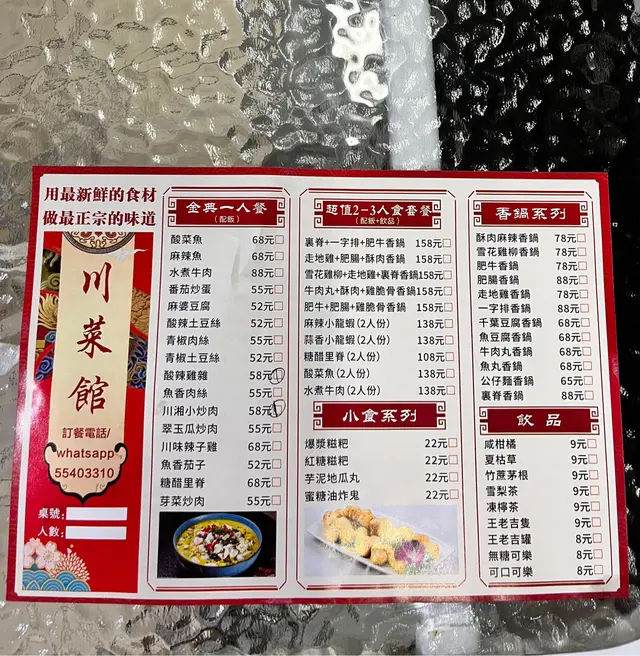 用最新鮮的食材
做最正宗的味道
川菜館
訂餐電話/
whatsapp
55403310
桌號:
人數:
金典一人餐
(配飯)
酸菜魚 68元
麻辣魚 68元
水煮牛肉 88元
番茄炒蛋 55元
麻婆豆腐 52元
酸辣土豆絲 52元
青椒肉絲 55元
青椒土豆絲 52元
酸辣雞雜 58元
魚香肉絲 55元
川湘小炒肉 58元
翠玉瓜炒肉 55元
川味辣子雞 68元
魚香茄子 52元
糖醋里脊 68元
芽菜炒肉 55元
超值2-3人食套餐
(配飯+飲品)
裏脊+一字排+肥牛香鍋 158元
走地雞+肥腸+酥肉香鍋 158元
雪花雞柳+走地雞+裏脊香鍋 158元
牛肉丸+酥肉+雞脆骨香鍋 158元
肥牛+肥腸+雞脆骨香鍋 158元
麻辣小龍蝦(2人份) 138元
蒜香小龍蝦(2人份) 138元
糖醋里脊(2人份) 108元
酸菜魚(2人份) 138元
水煮牛肉(2人份) 138元
小食系列
爆漿糍粑 22元
紅糖糍粑 22元
芋泥地瓜丸 22元
蜜糖油炸鬼 22元
香鍋系列
酥肉麻辣香鍋 78元
雪花雞柳香鍋 78元
肥牛香鍋 78元
肥腸香鍋 88元
走地雞香鍋 78元
一字排香鍋 88元
千葉豆腐香鍋 68元
魚豆腐香鍋 68元
牛肉丸香鍋 68元
魚丸香鍋 68元
公仔麵香鍋 65元
裏脊香鍋 88元
飲品
咸柑橘 9元
夏枯草 9元
竹蔗茅根 9元
雪梨茶 9元
凍檸茶 9元
王老吉隻 9元
王老吉罐 8元
無糖可樂 8元
可口可樂 8元